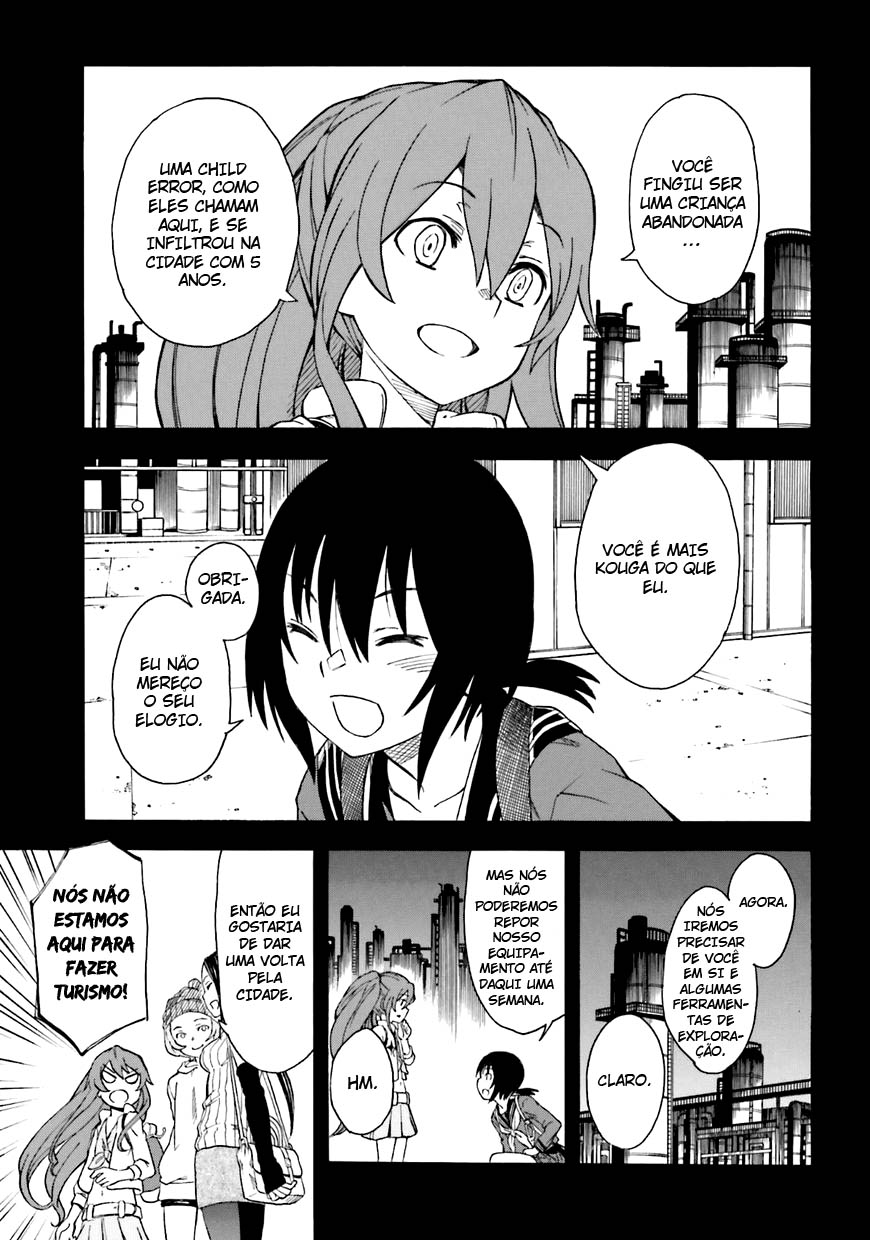 VOCÊ
FINGIU SER
UMA CRIANÇA
ABANDONADA
...
UMA CHILD
ERROR, COMO
ELES CHAMAM
AQUI, E SE
INFILTROU NA
CIDADE COM 5
ANOS.
VOCÊ É MAIS
KOUGA DO QUE
EU.
OBRI-
GADA.
EU NÃO
MEREÇO
O SEU
ELOGIO.
AGORA.
NÓS
IREMOS
PRECISAR
DE VOCÊ
EM SI E
ALGUMAS
FERRAMEN-
TAS DE
EXPLORA-
ÇÃO.
CLARO.
MAS NÓS
NÃO
PODEREMOS
REPOR
NOSSO
EQUIPA-
MENTO ATÉ
DAQUI UMA
SEMANA.
HM.
ENTÃO EU
GOSTARIA
DE DAR
UMA VOLTA
PELA
CIDADE.
NÓS NÃO
ESTAMOS
AQUI PARA
FAZER
TURISMO!